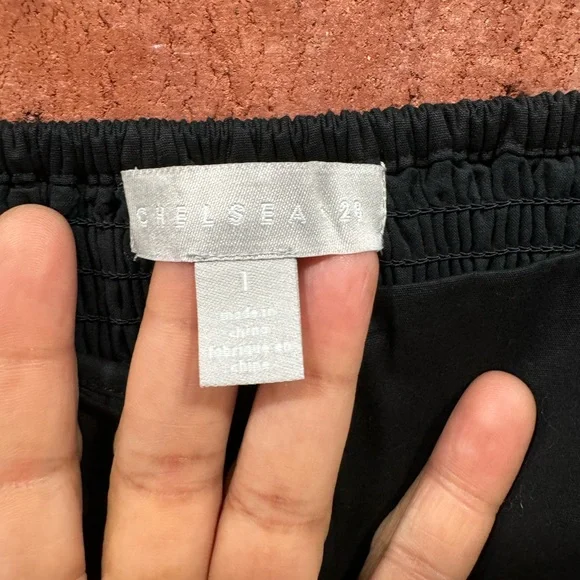 CHELSEA 28
1
made in
china
fabriqué en
chine